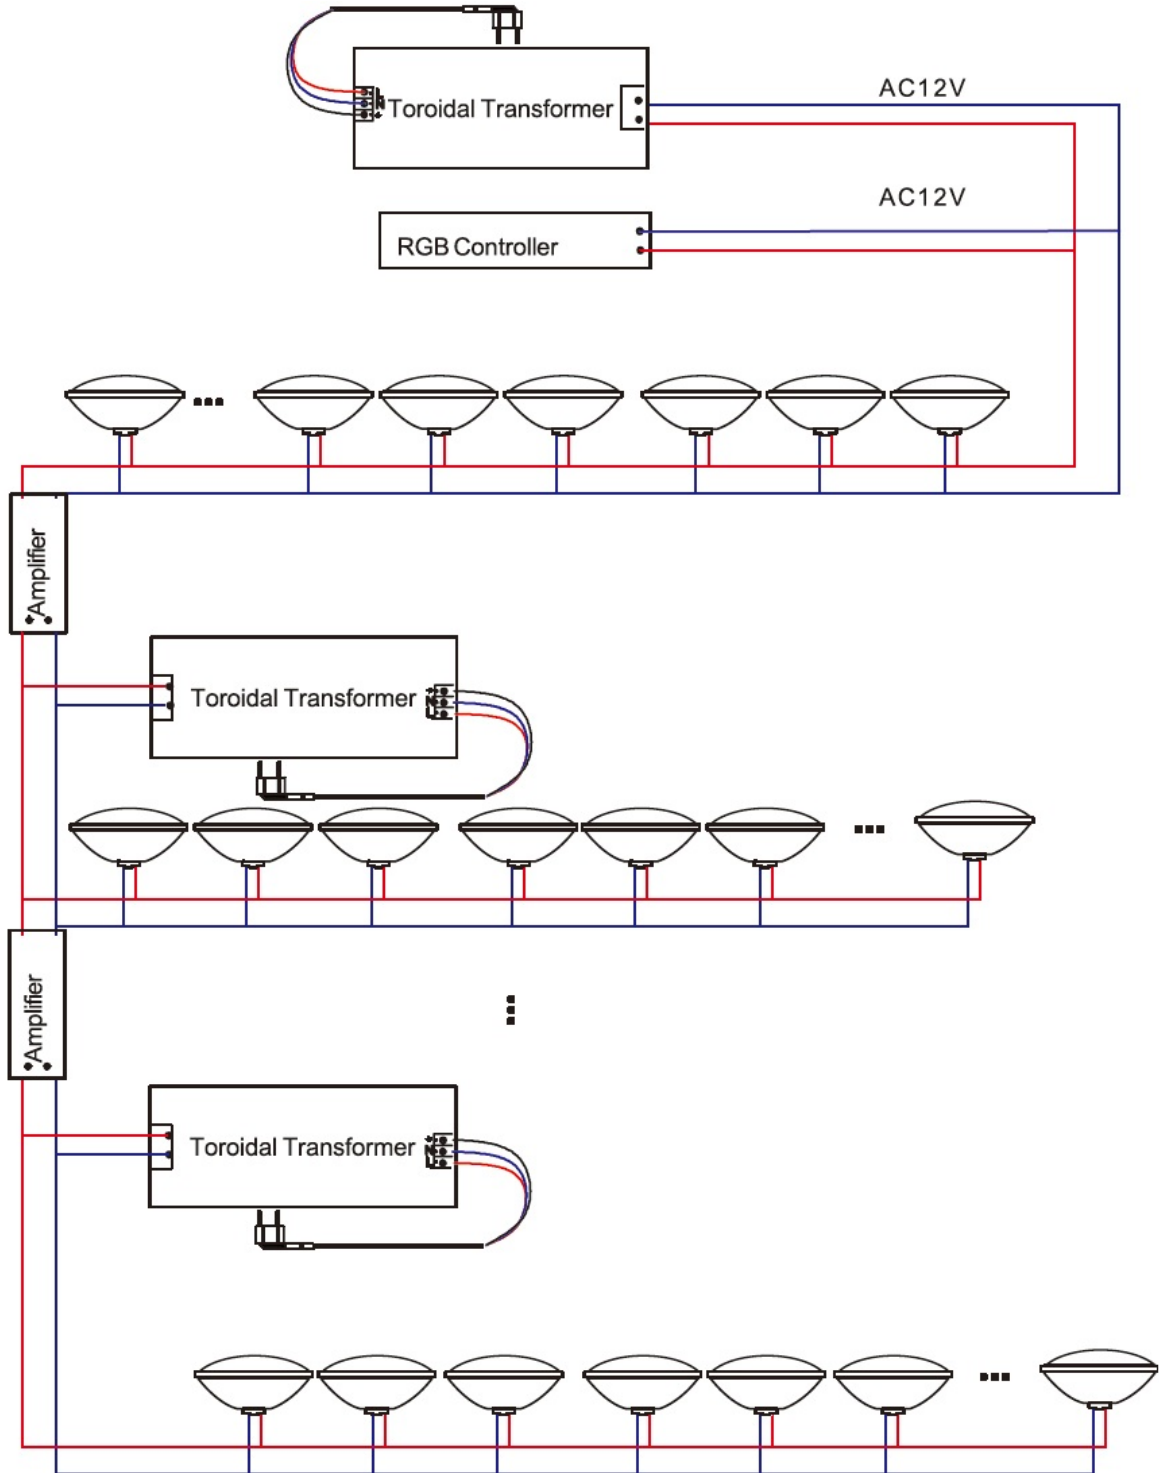 AC12V
Toroidal Transformer
AC12V
RGB Controller
Amplifier
Toroidal Transformer
Amplifier
Toroidal Transformer